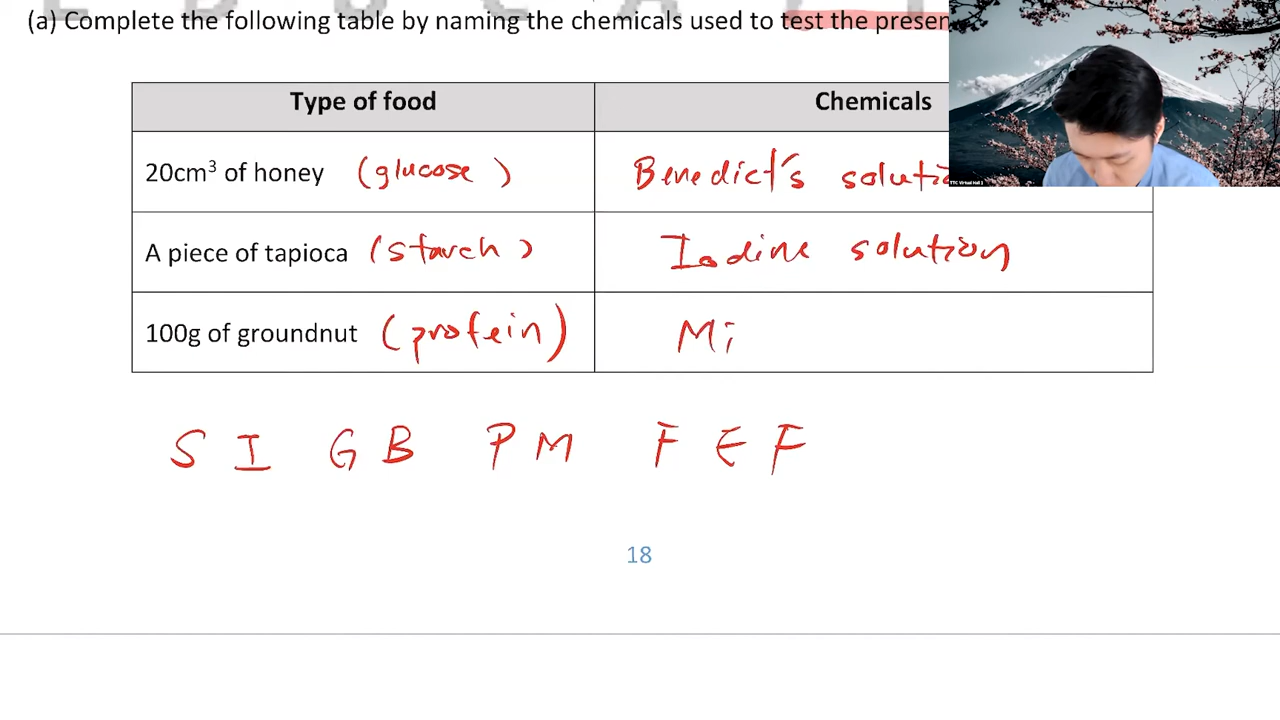 (a) Complete the following table by naming the chemicals used to test the presen
Type of food Chemicals
20cm³ of honey (glucose) Benedict's soluti
A piece of tapioca (starch) Iodine solution
100g of groundnut (protein) Mi
S I G B P M F E F
18